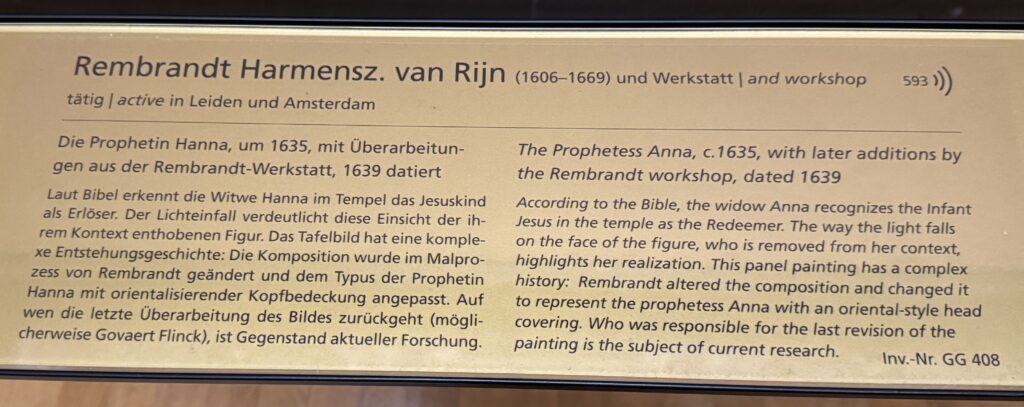 Rembrandt Harmensz. van Rijn (1606–1669) und Werkstatt | and workshop
593
tätig | active in Leiden und Amsterdam
Die Prophetin Hanna, um 1635, mit Überarbeitun-
gen aus der Rembrandt-Werkstatt, 1639 datiert
Laut Bibel erkennt die Witwe Hanna im Tempel das Jesuskind
als Erlöser. Der Lichteinfall verdeutlicht diese Einsicht der ih-
rem Kontext enthobenen Figur. Das Tafelbild hat eine komple-
xe Entstehungsgeschichte: Die Komposition wurde im Malpro-
zess von Rembrandt geändert und dem Typus der Prophetin
Hanna mit orientalisierender Kopfbedeckung angepasst. Auf
wen die letzte Überarbeitung des Bildes zurückgeht (mögli-
cherweise Govaert Flinck), ist Gegenstand aktueller Forschung.
The Prophetess Anna, c.1635, with later additions by
the Rembrandt workshop, dated 1639
According to the Bible, the widow Anna recognizes the Infant
Jesus in the temple as the Redeemer. The way the light falls
on the face of the figure, who is removed from her context,
highlights her realization. This panel painting has a complex
history: Rembrandt altered the composition and changed it
to represent the prophetess Anna with an oriental-style head
covering. Who was responsible for the last revision of the
painting is the subject of current research.
Inv.-Nr. GG 408